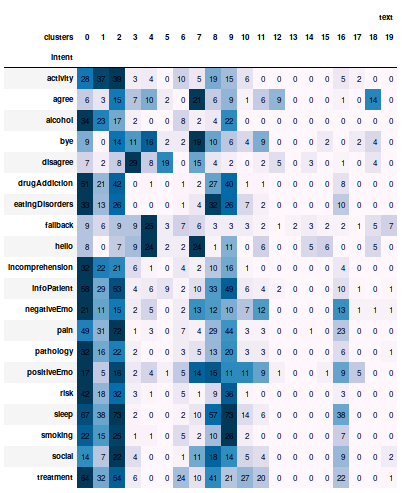 text
clusters 0 1 2 3 4 5 6 7 8 9 10 11 12 13 14 15 16 17 18 19
intent
activity 28 37 39 3 4 0 10 5 19 15 6 0 0 0 0 0 5 2 0 0
agree 6 3 15 7 10 2 0 21 6 9 1 6 9 0 0 0 1 0 14 0
alcohol 34 23 17 2 0 0 8 2 4 22 0 0 0 0 0 0 0 0 0 0
bye 9 0 14 11 16 2 2 19 10 6 4 9 0 0 0 2 0 2 4 0
disagree 7 2 8 29 8 19 0 15 4 2 0 2 5 0 3 0 1 0 4 0
drugAddiction 51 21 42 0 1 0 1 2 27 40 1 1 0 0 0 0 8 0 0 0
eatingDisorders 33 13 26 0 0 0 1 4 32 26 7 2 0 0 0 0 10 0 0 0
fallback 9 6 9 9 25 3 7 6 3 3 3 2 1 2 3 2 2 1 5 7
hello 8 0 7 9 24 2 2 24 1 11 0 6 0 0 5 6 0 0 5 0
incomprehension 32 22 21 6 1 0 4 2 10 16 1 0 0 0 0 0 4 0 0 0
infoPatient 58 29 53 4 6 9 2 10 33 49 6 4 2 0 0 0 10 1 0 1
negativeEmo 21 11 15 2 5 0 2 13 12 10 7 12 0 0 0 0 13 1 1 1
pain 49 31 72 1 3 0 7 4 29 44 3 3 0 0 1 0 23 0 0 0
pathology 32 16 22 2 0 0 3 5 13 20 3 3 0 0 0 0 6 0 0 1
positiveEmo 17 5 16 2 4 1 5 14 15 11 11 9 1 0 0 1 9 5 0 0
risk 42 18 32 3 1 0 5 1 9 36 1 0 0 0 0 0 3 0 0 0
sleep 67 38 73 2 0 0 2 10 57 73 14 6 0 0 0 0 38 0 0 0
smoking 22 15 25 1 1 0 5 2 10 26 2 0 0 0 0 0 7 0 0 0
social 14 7 22 4 0 0 1 11 18 14 5 4 0 0 0 0 9 0 0 2
treatment 64 32 54 6 0 0 24 10 41 21 27 20 0 0 0 0 22 0 0 1